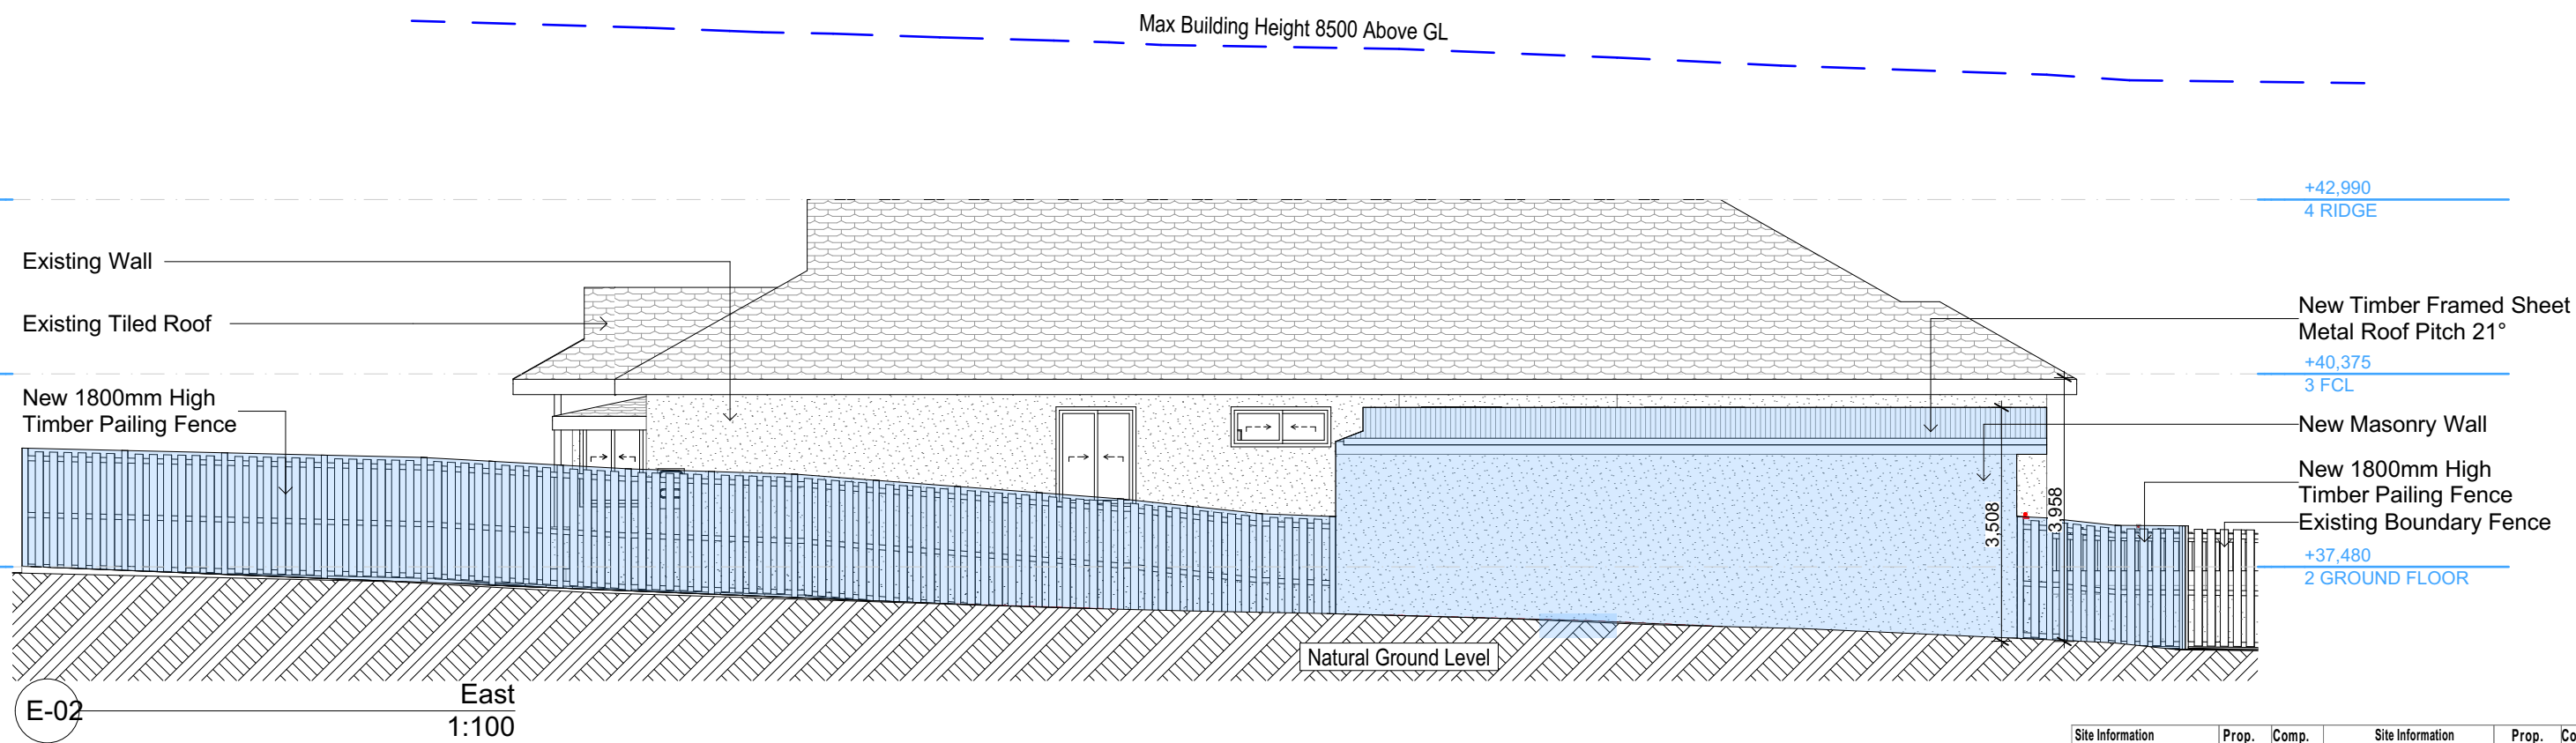 Max Building Height 8500 Above GL
+42,990
4 RIDGE
Existing Wall
Existing Tiled Roof
New Timber Framed Sheet
Metal Roof Pitch 21°
+40,375
3 FCL
New 1800mm High
Timber Pailing Fence
New Masonry Wall
New 1800mm High
Timber Pailing Fence
Existing Boundary Fence
3,508
3,958
+37,480
2 GROUND FLOOR
Natural Ground Level
E-02
East
1:100
Site Information Prop. Comp. Site Information Prop. Co